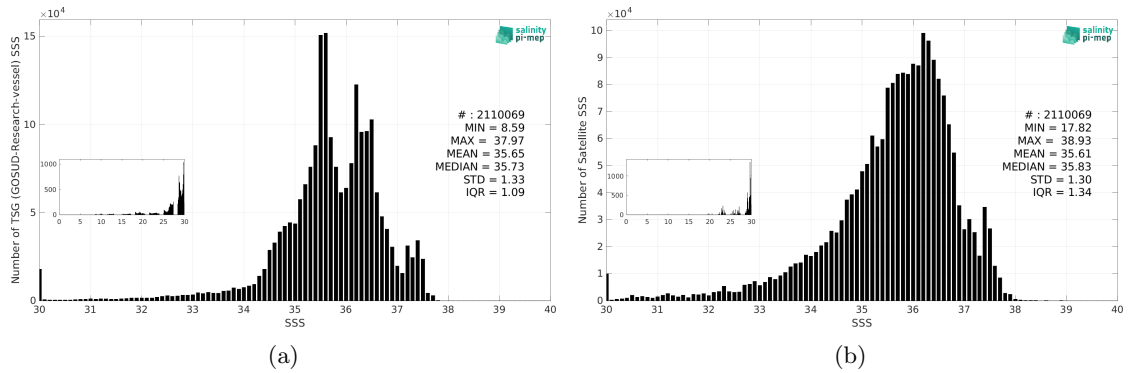 ×10⁴
salinity
pi-mep
15
10
5
0
Number of TSG (GOSUD-Research-vessel) SSS
# : 2110069
MIN = 8.59
MAX = 37.97
MEAN = 35.65
MEDIAN = 35.73
STD = 1.33
IQR = 1.09
1000
500
0
0 5 10 15 20 25 30
30 31 32 33 34 35 36 37 38 39 40
SSS
(a)
×10⁴
salinity
pi-mep
10
9
8
7
6
5
4
3
2
1
0
Number of Satellite SSS
# : 2110069
MIN = 17.82
MAX = 38.93
MEAN = 35.61
MEDIAN = 35.83
STD = 1.30
IQR = 1.34
1000
500
0
0 5 10 15 20 25 30
30 31 32 33 34 35 36 37 38 39 40
SSS
(b)